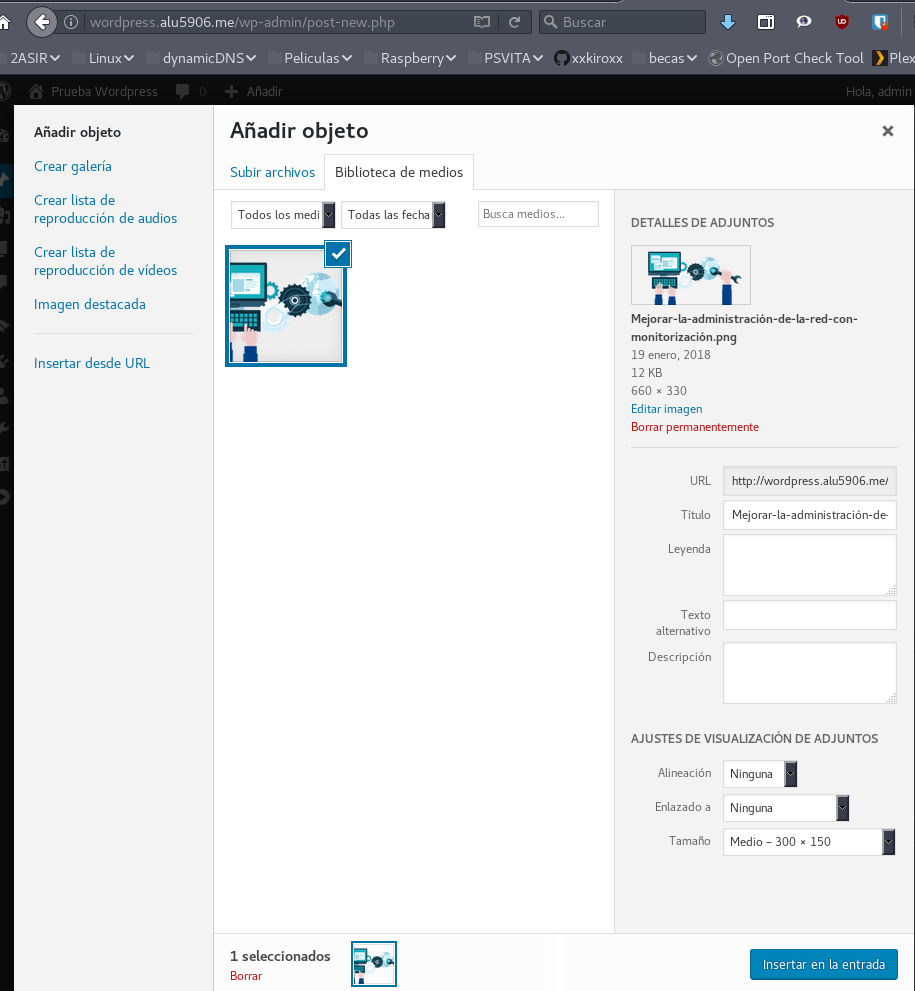 wordpress.alu5906.me/wp-admin/post-new.php
Buscar
2ASIR
Linux
dynamicDNS
Peliculas
Raspberry
PSVITA
xxkiroxx
becas
Open Port Check Tool
Plex
Prueba Wordpress
0
Añadir
Hola, admin
Añadir objeto
Crear galería
Crear lista de
reproducción de audios
Crear lista de
reproducción de vídeos
Imagen destacada
Insertar desde URL
Añadir objeto
Subir archivos
Biblioteca de medios
Todos los medi
Todas las fecha
Busca medios...
DETALLES DE ADJUNTOS
Mejorar-la-administración-de-la-red-con-
monitorización.png
19 enero, 2018
12 KB
660 × 330
Editar imagen
Borrar permanentemente
URL
http://wordpress.alu5906.me/
Título
Mejorar-la-administración-de-
Leyenda
Texto
alternativo
Descripción
AJUSTES DE VISUALIZACIÓN DE ADJUNTOS
Alineación
Ninguna
Enlazado a
Ninguna
Tamaño
Medio – 300 × 150
1 seleccionados
Borrar
Insertar en la entrada